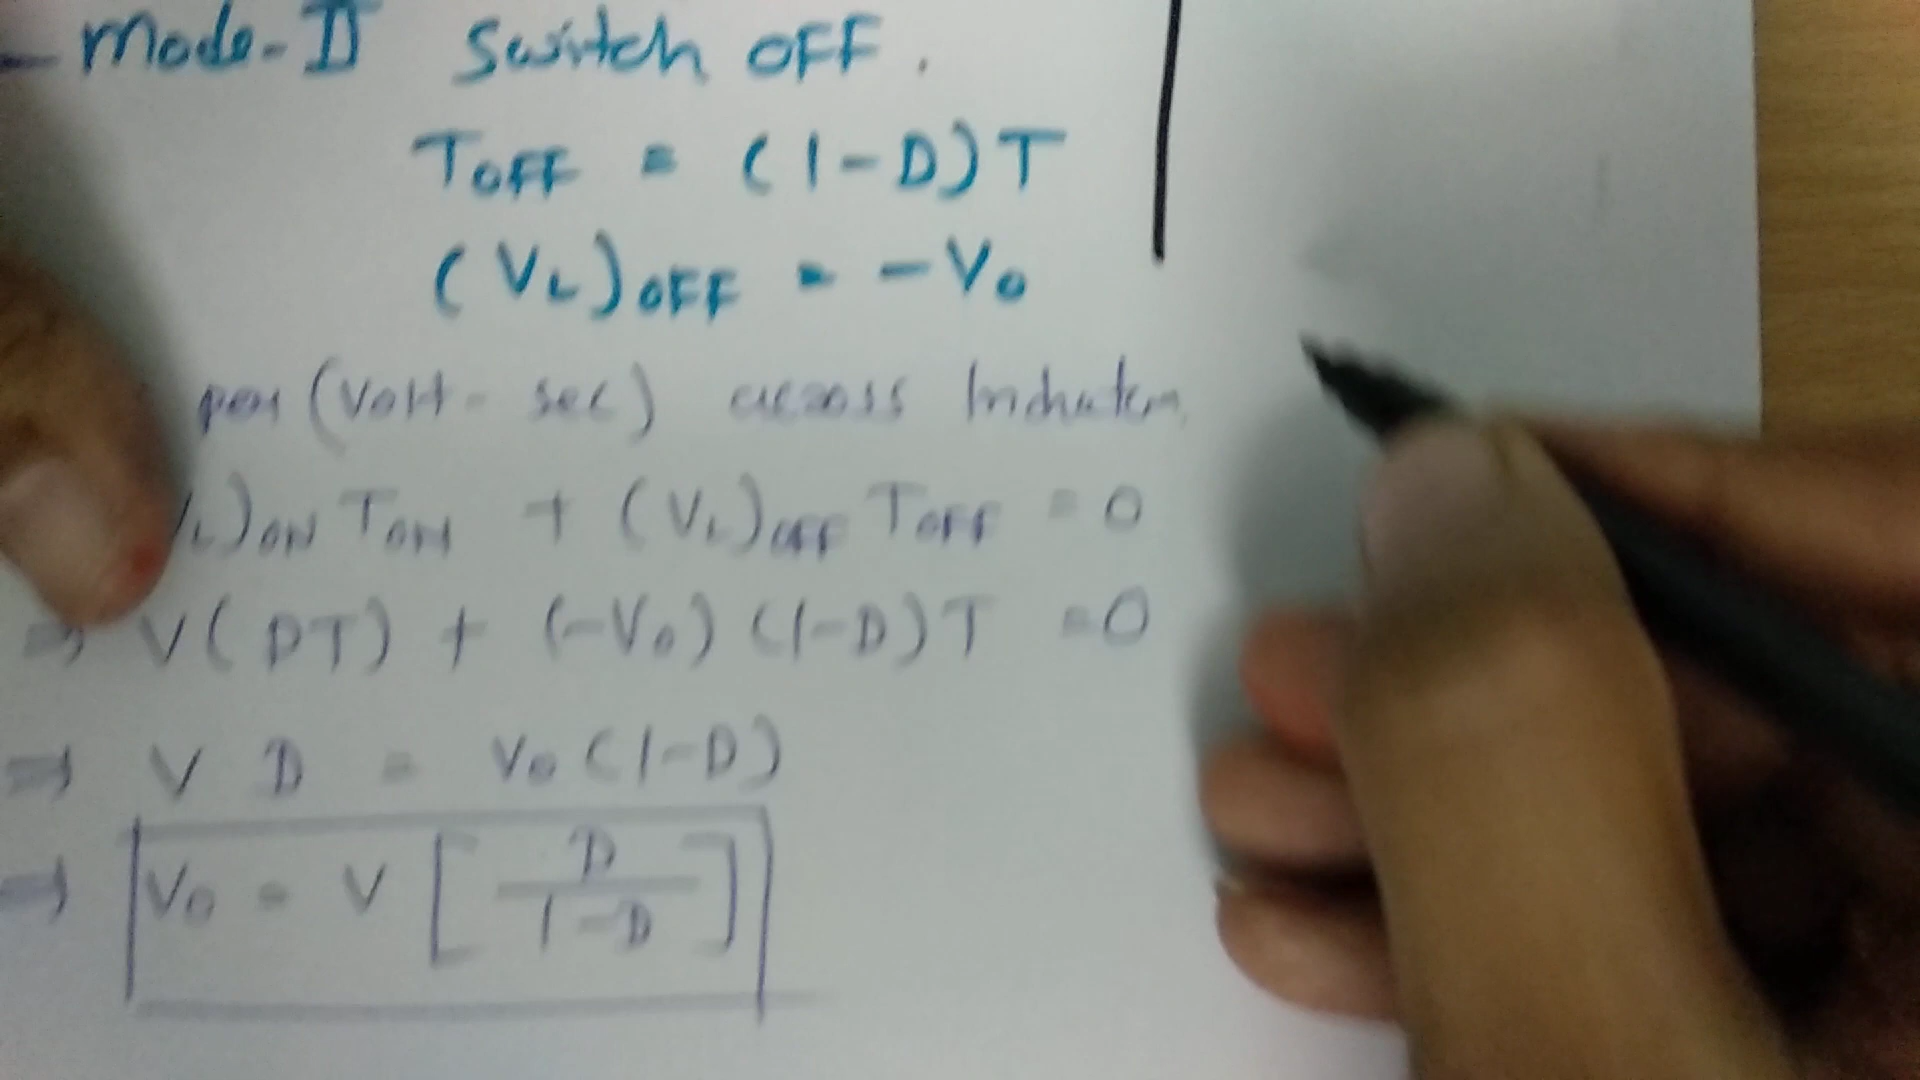 Mode-II Switch OFF.
TOFF = (1-D)T
(VL)OFF = -Vo
per (Volt-sec) across Inductor
L)ON TON + (VL)OFF TOFF = 0
⇒ V(DT) + (-Vo) (1-D)T = 0
⇒ V D = Vo (1-D)
⇒ Vo = V [ D / 1-D ]